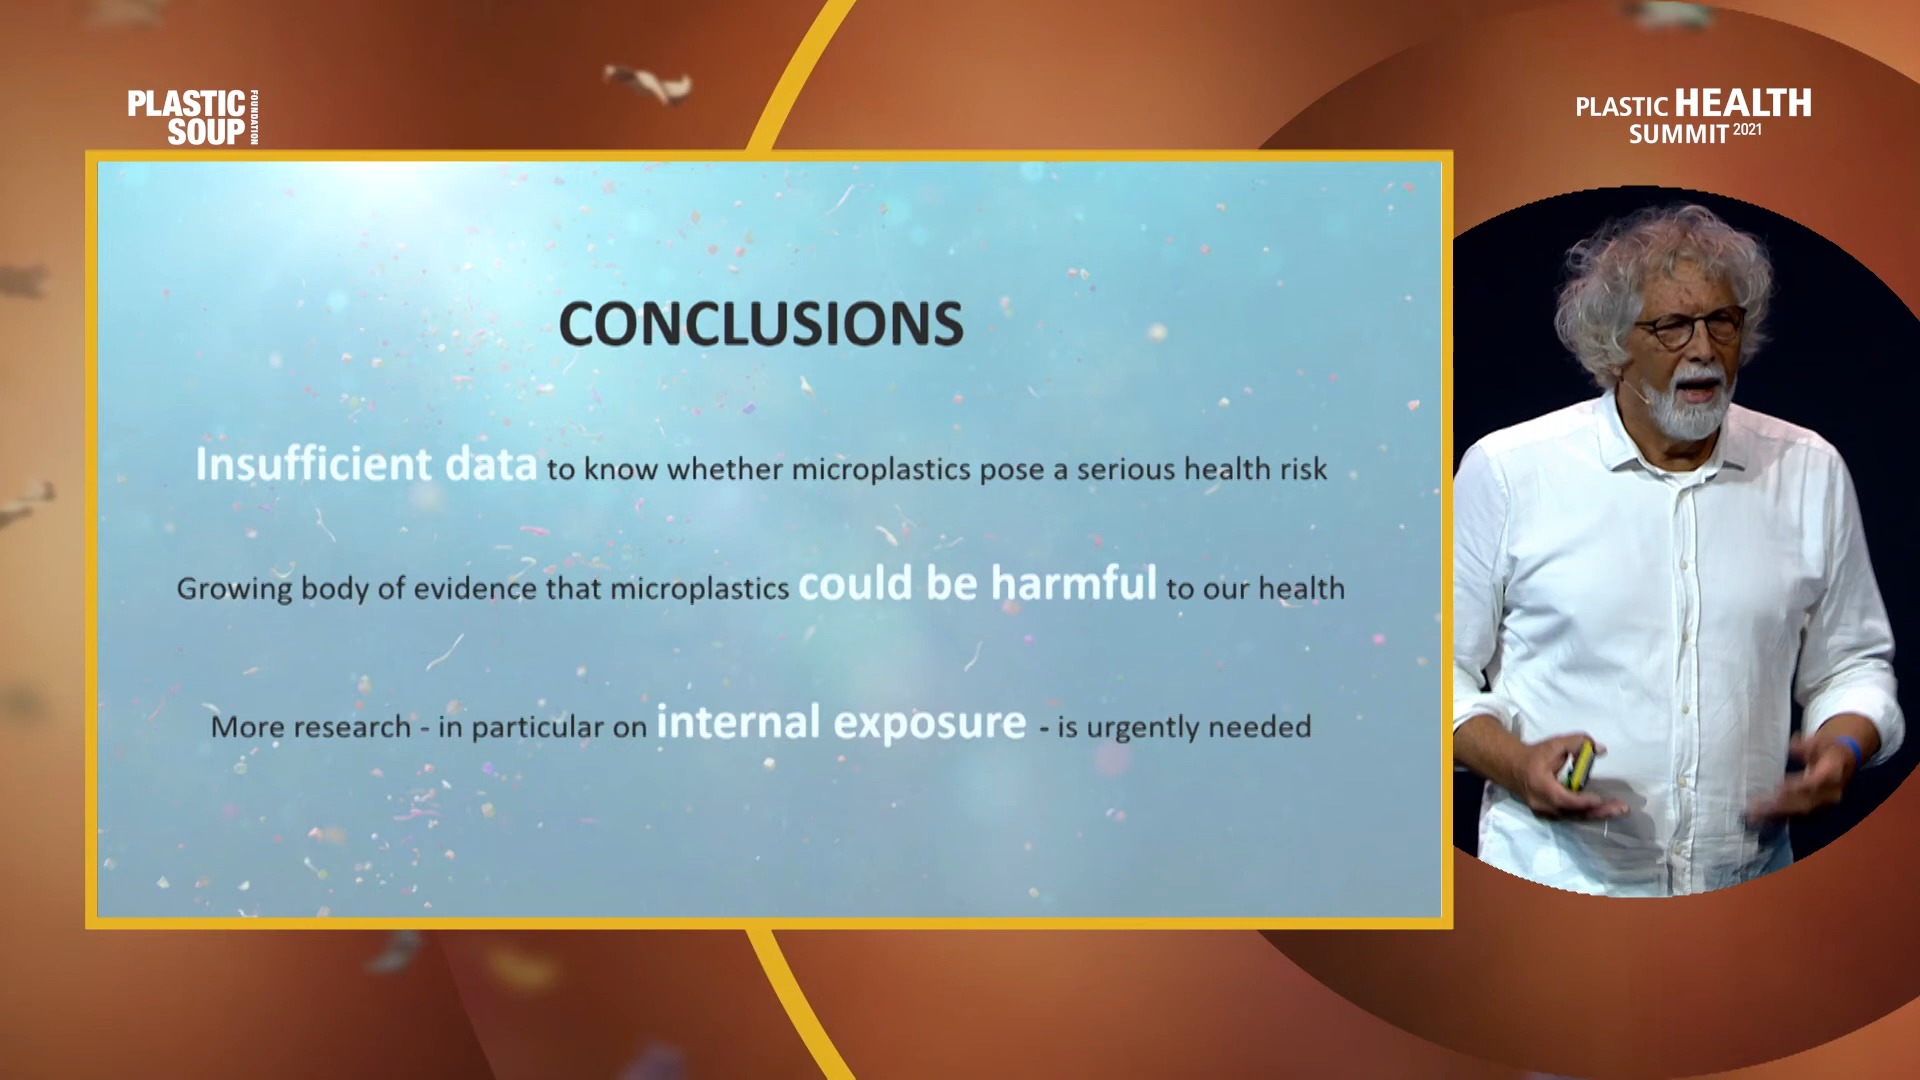 PLASTIC
SOUP
FOUNDATION
PLASTIC HEALTH
SUMMIT 2021
CONCLUSIONS
Insufficient data to know whether microplastics pose a serious health risk
Growing body of evidence that microplastics could be harmful to our health
More research - in particular on internal exposure - is urgently needed